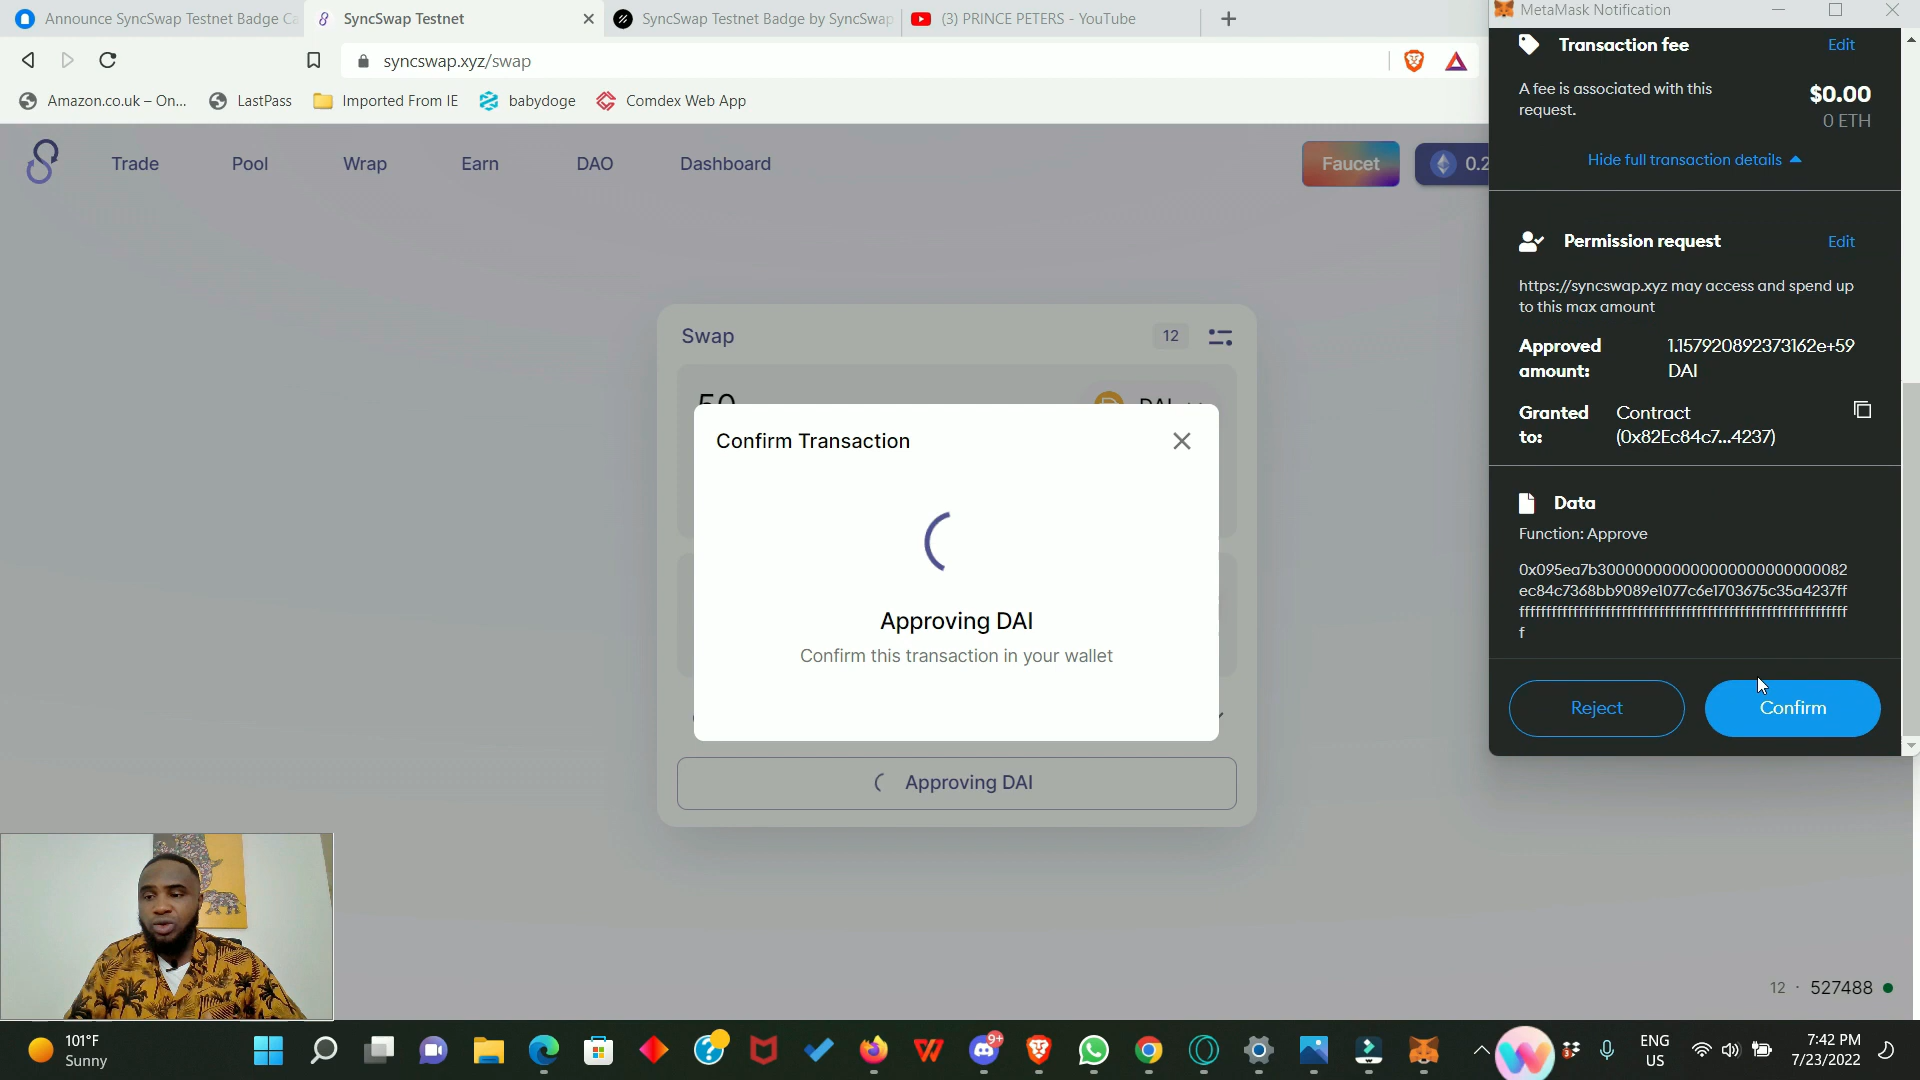 Announce SyncSwap Testnet Badge Ca
SyncSwap Testnet
SyncSwap Testnet Badge by SyncSwap
(3) PRINCE PETERS - YouTube
MetaMask Notification
syncswap.xyz/swap
Amazon.co.uk – On...
LastPass
Imported From IE
babydoge
Comdex Web App
Trade
Pool
Wrap
Earn
DAO
Dashboard
Faucet
0.2
Transaction fee
Edit
A fee is associated with this
request.
$0.00
0 ETH
Hide full transaction details
Permission request
Edit
https://syncswap.xyz may access and spend up
to this max amount
Approved
amount:
1.157920892373162e+59
DAI
Granted
to:
Contract
(0x82Ec84c7...4237)
Data
Function: Approve
0x095ea7b300000000000000000000000082
ec84c7368bb9089e1077c6e1703675c35a4237ff
ffffffffffffffffffffffffffffffffffffffffffffffffffffffffffffff
f
Reject
Confirm
Swap
12
50
DAI
Confirm Transaction
Approving DAI
Confirm this transaction in your wallet
Approving DAI
12 · 527488
101°F
Sunny
9+
ENG
US
7:42 PM
7/23/2022